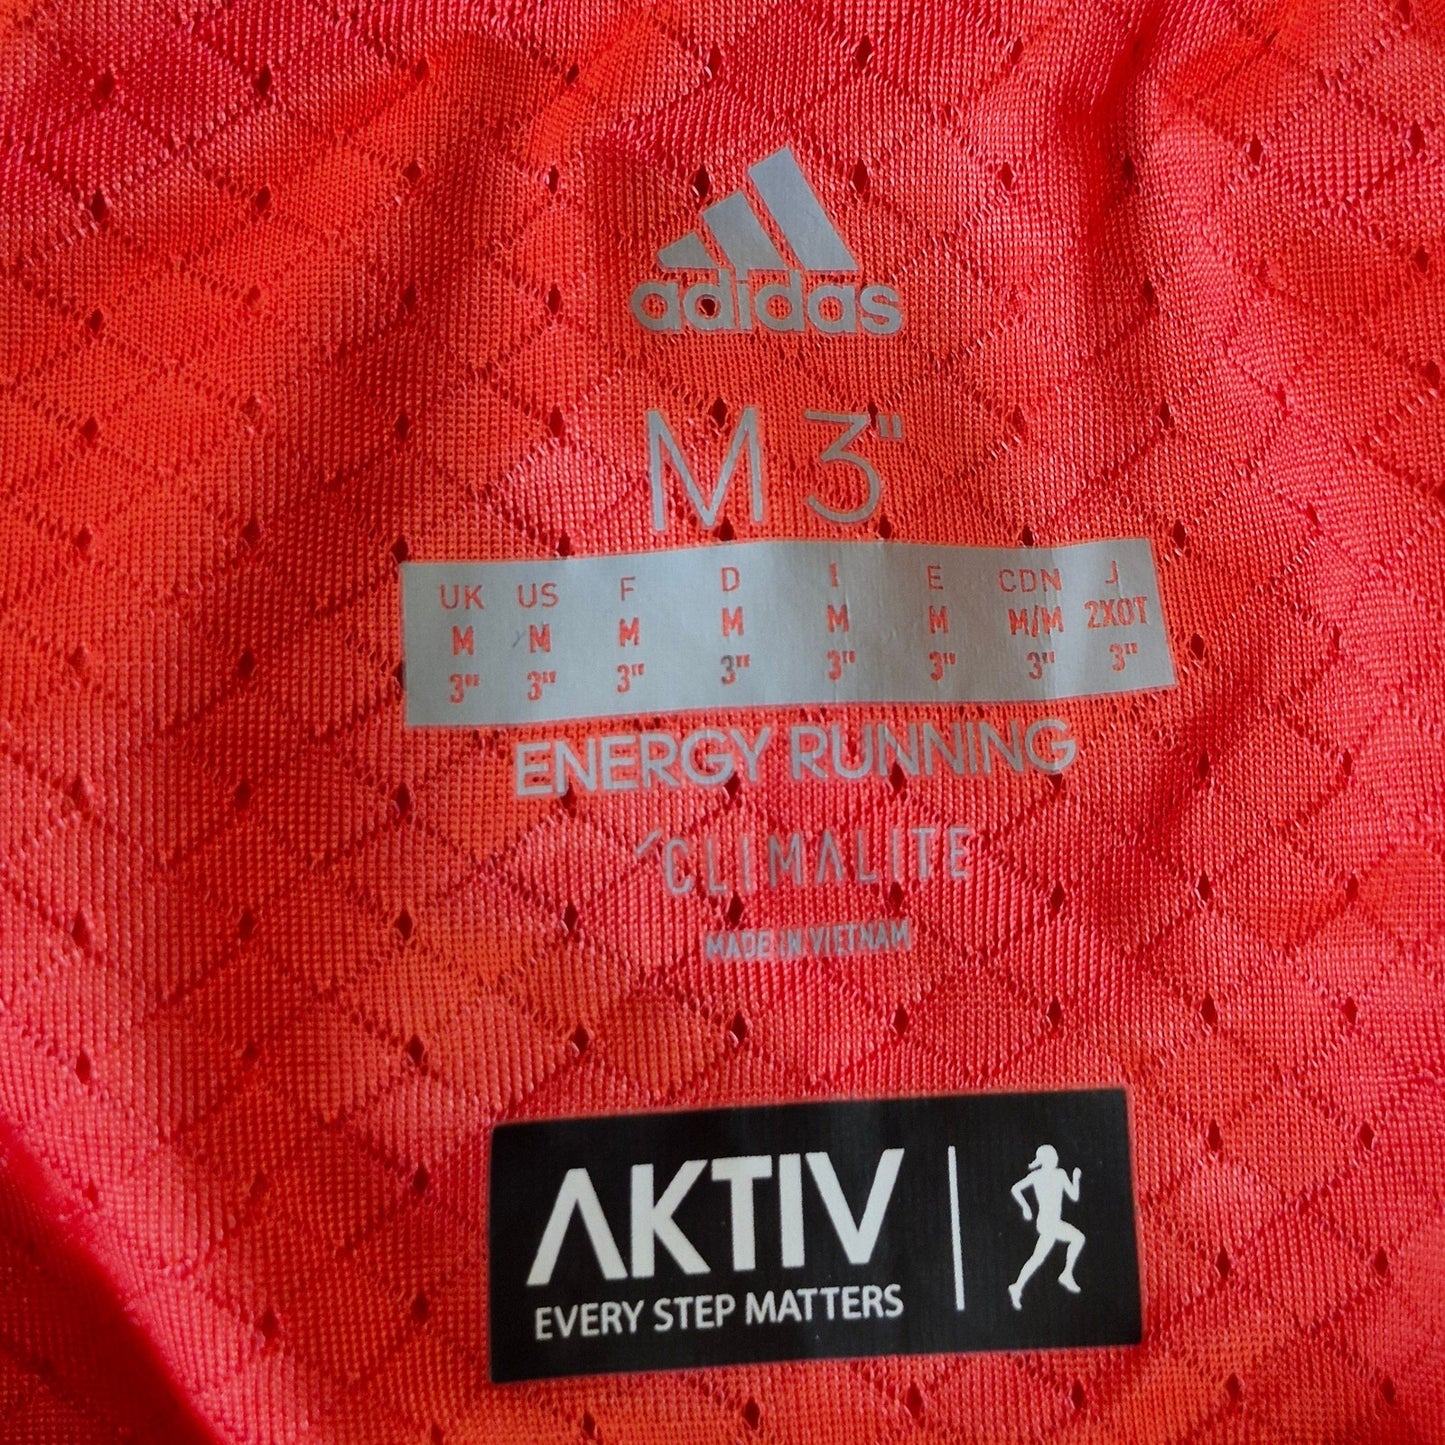 adidas
M 3"
UK US F D I E CDN J
M M M M M M M/M 2XOT
3" 3" 3" 3" 3" 3" 3" 3"
ENERGY RUNNING
CLIMALITE
MADE IN VIETNAM
AKTIV
EVERY STEP MATTERS